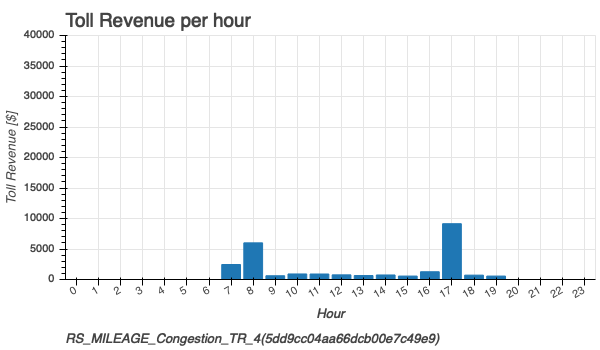 Toll Revenue per hour
40000
35000
30000
25000
20000
15000
10000
5000
0
Toll Revenue [$]
0 1 2 3 4 5 6 7 8 9 10 11 12 13 14 15 16 17 18 19 20 21 22 23
Hour
RS_MILEAGE_Congestion_TR_4(5dd9cc04aa66dcb00e7c49e9)